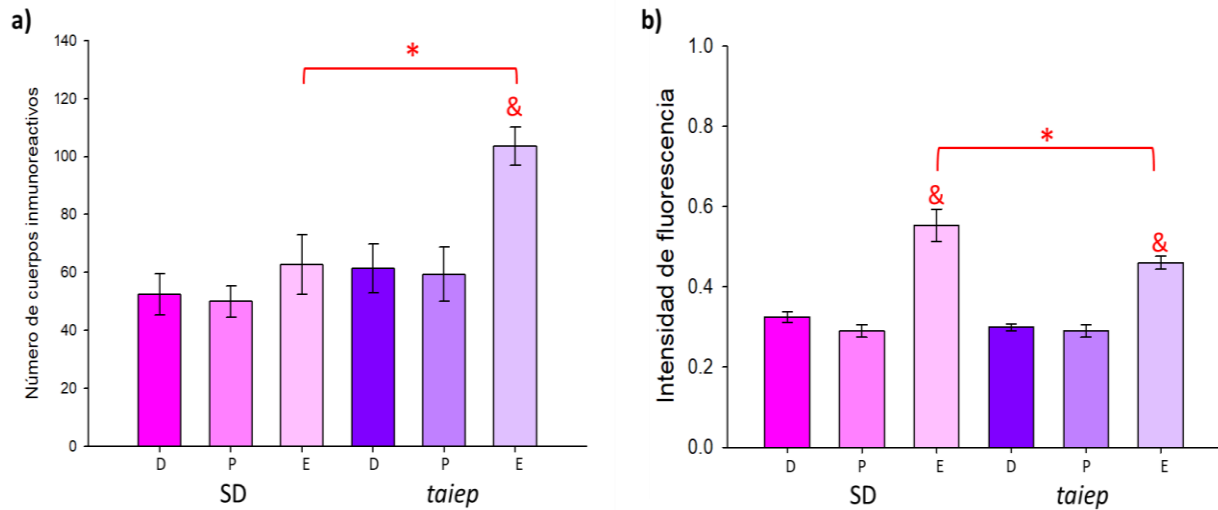 a)
Número de cuerpos inmunoreactivos
140
120
100
80
60
40
20
0
*
&
D P E D P E
SD taiep
b)
Intensidad de fluorescencia
1.0
0.8
0.6
0.4
0.2
0.0
*
&
&
D P E D P E
SD taiep